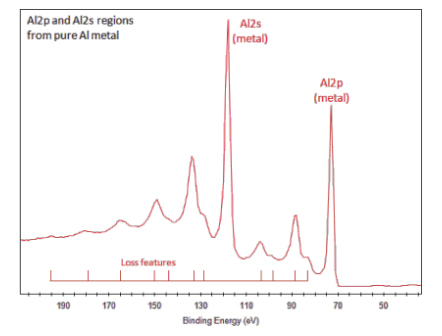 Al2p and Al2s regions
from pure Al metal
Al2s
(metal)
Al2p
(metal)
Loss features
190 170 150 130 110 90 70 50
Binding Energy (eV)